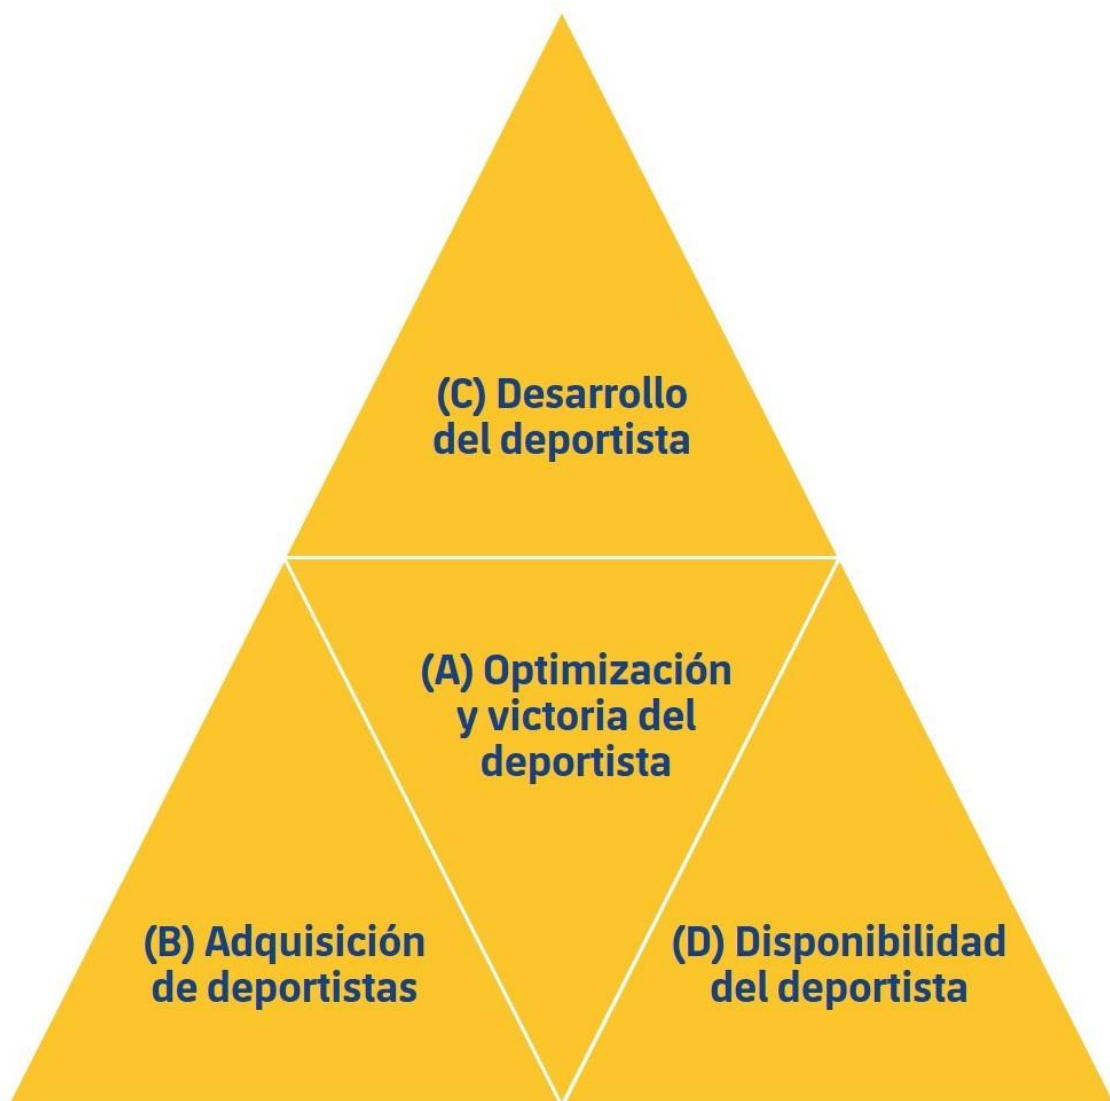 (C) Desarrollo
del deportista
(A) Optimización
y victoria del
deportista
(B) Adquisición
de deportistas
(D) Disponibilidad
del deportista